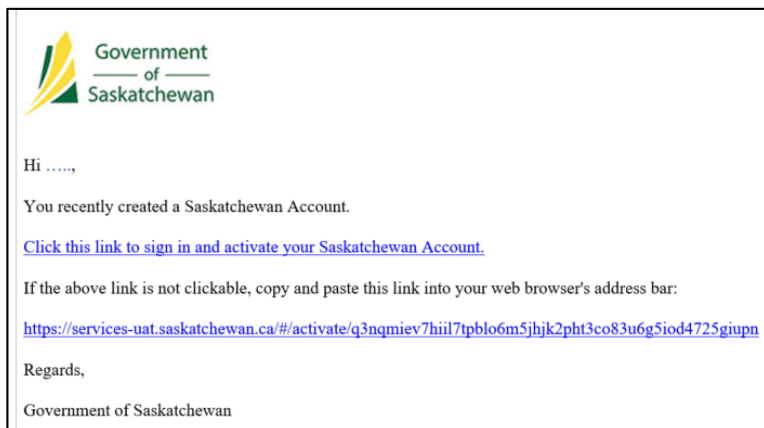 Government
of
Saskatchewan
Hi .....,
You recently created a Saskatchewan Account.
Click this link to sign in and activate your Saskatchewan Account.
If the above link is not clickable, copy and paste this link into your web browser's address bar:
https://services-uat.saskatchewan.ca/#/activate/q3nqmiev7hiil7tpblo6m5jhjk2pht3co83u6g5iod4725giupn
Regards,
Government of Saskatchewan